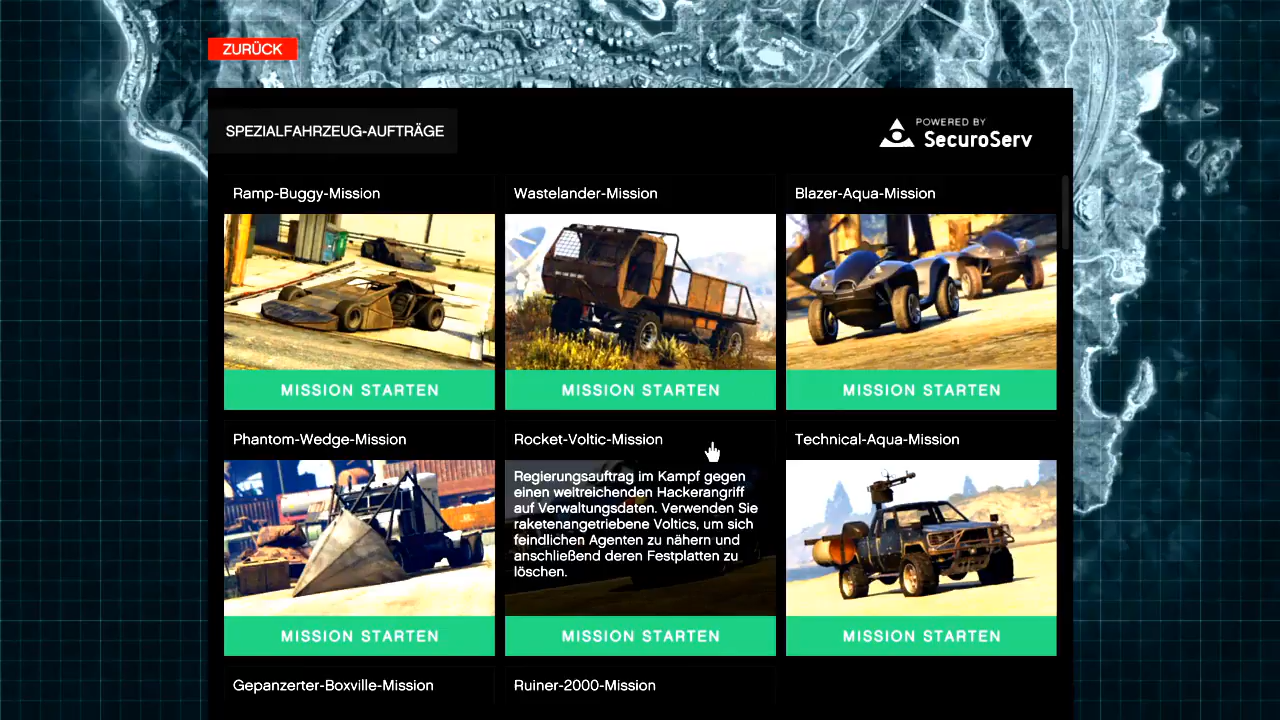 ZURÜCK
SPEZIALFAHRZEUG-AUFTRÄGE
POWERED BY
SecuroServ
Ramp-Buggy-Mission
Wastelander-Mission
Blazer-Aqua-Mission
MISSION STARTEN
MISSION STARTEN
MISSION STARTEN
Phantom-Wedge-Mission
Rocket-Voltic-Mission
Technical-Aqua-Mission
Regierungsauftrag im Kampf gegen
einen weitreichenden Hackerangriff
auf Verwaltungsdaten. Verwenden Sie
raketenangetriebene Voltics, um sich
feindlichen Agenten zu nähern und
anschließend deren Festplatten zu
löschen.
MISSION STARTEN
MISSION STARTEN
MISSION STARTEN
Gepanzerter-Boxville-Mission
Ruiner-2000-Mission